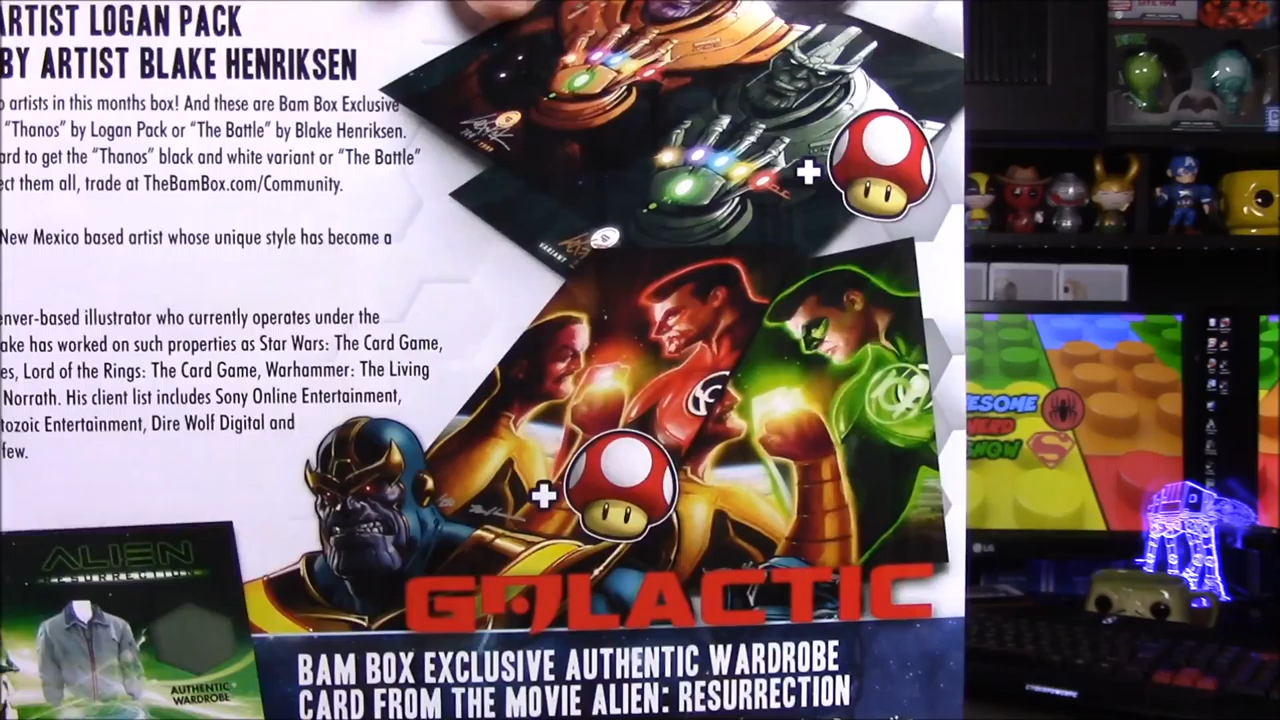 ARTIST LOGAN PACK
BY ARTIST BLAKE HENRIKSEN
artists in this months box! And these are Bam Box Exclusive
"Thanos" by Logan Pack or "The Battle" by Blake Henriksen.
ard to get the "Thanos" black and white variant or "The Battle"
ect them all, trade at TheBamBox.com/Community.
New Mexico based artist whose unique style has become a
enver-based illustrator who currently operates under the
ake has worked on such properties as Star Wars: The Card Game,
es, Lord of the Rings: The Card Game, Warhammer: The Living
Norrath. His client list includes Sony Online Entertainment,
tozoic Entertainment, Dire Wolf Digital and
few.
VARIANT
ALIEN
RESURRECTION
AUTHENTIC
WARDROBE
GALACTIC
BAM BOX EXCLUSIVE AUTHENTIC WARDROBE
CARD FROM THE MOVIE ALIEN: RESURRECTION
ESOME
NERD
SHOW
LG
CYBERPOWERPC